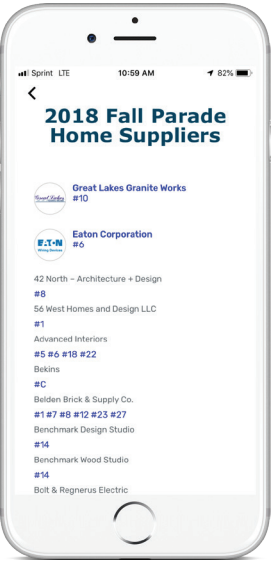 Sprint LTE 10:59 AM 82%
2018 Fall Parade
Home Suppliers
Great Lakes Granite Works
#10
E·T·N
Eaton Corporation
#6
42 North – Architecture + Design
#8
56 West Homes and Design LLC
#1
Advanced Interiors
#5 #6 #18 #22
Bekins
#C
Belden Brick & Supply Co.
#1 #7 #8 #12 #23 #27
Benchmark Design Studio
#14
Benchmark Wood Studio
#14
Bolt & Regnerus Electric